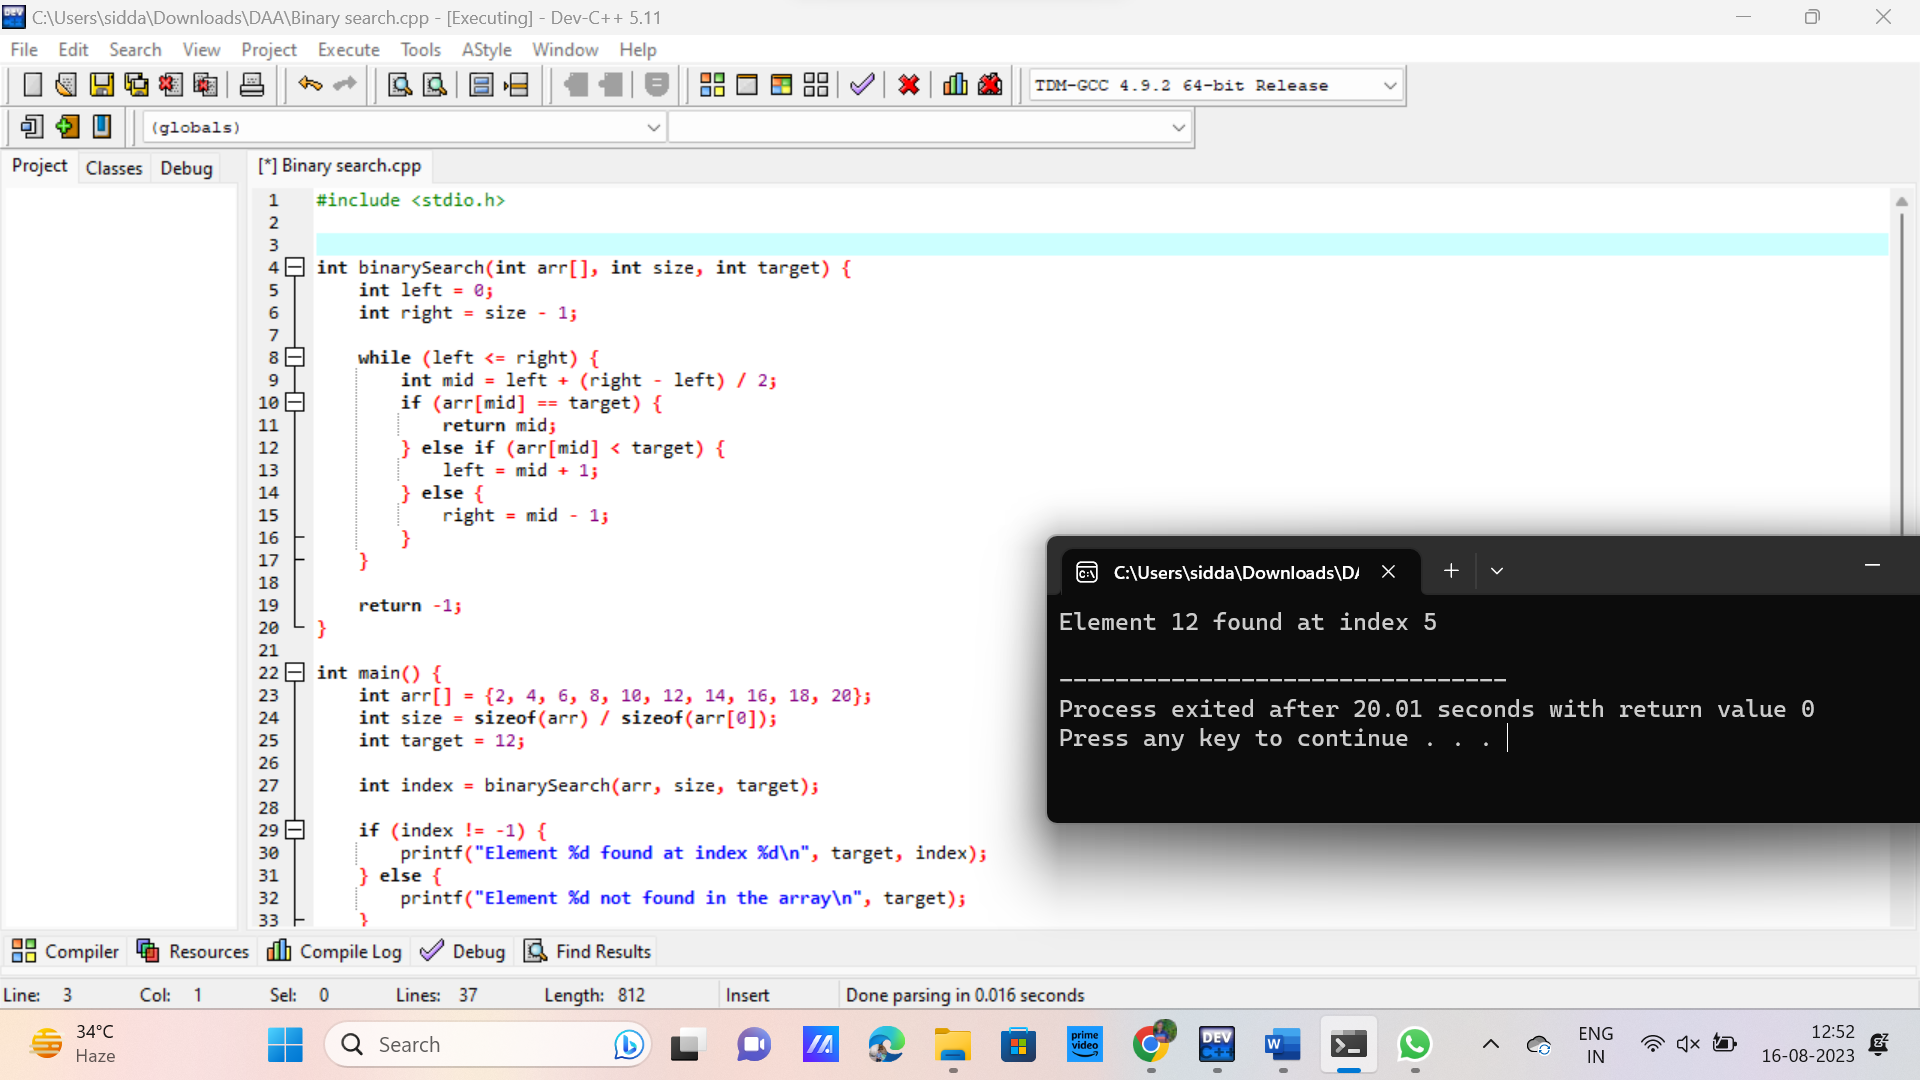 C:\Users\sidda\Downloads\DAA\Binary search.cpp - [Executing] - Dev-C++ 5.11
File Edit Search View Project Execute Tools AStyle Window Help
TDM-GCC 4.9.2 64-bit Release
(globals)
Project Classes Debug [*] Binary search.cpp
1 #include <stdio.h>
2
3
4 int binarySearch(int arr[], int size, int target) {
5 int left = 0;
6 int right = size - 1;
7
8 while (left <= right) {
9 int mid = left + (right - left) / 2;
10 if (arr[mid] == target) {
11 return mid;
12 } else if (arr[mid] < target) {
13 left = mid + 1;
14 } else {
15 right = mid - 1;
16 }
17 }
18
19 return -1;
20 }
21
22 int main() {
23 int arr[] = {2, 4, 6, 8, 10, 12, 14, 16, 18, 20};
24 int size = sizeof(arr) / sizeof(arr[0]);
25 int target = 12;
26
27 int index = binarySearch(arr, size, target);
28
29 if (index != -1) {
30 printf("Element %d found at index %d\n", target, index);
31 } else {
32 printf("Element %d not found in the array\n", target);
33 }
C:\Users\sidda\Downloads\DA
Element 12 found at index 5
--------------------------------
Process exited after 20.01 seconds with return value 0
Press any key to continue . . .
Compiler Resources Compile Log Debug Find Results
Line: 3 Col: 1 Sel: 0 Lines: 37 Length: 812 Insert Done parsing in 0.016 seconds
34°C
Haze
Search
prime video
DEV C++
W
ENG
IN
12:52
16-08-2023